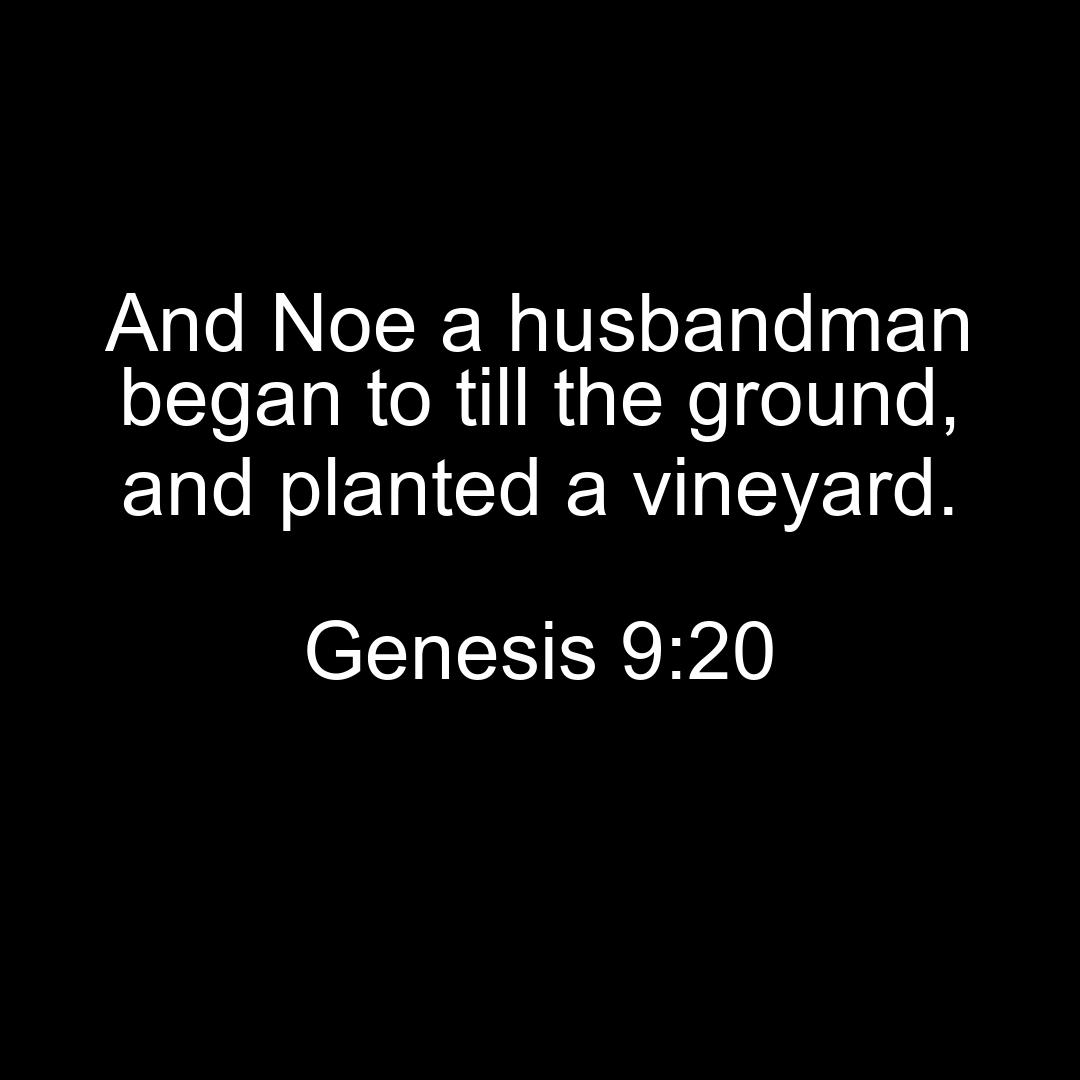 And Noe a husbandman
began to till the ground,
and planted a vineyard.
Genesis 9:20